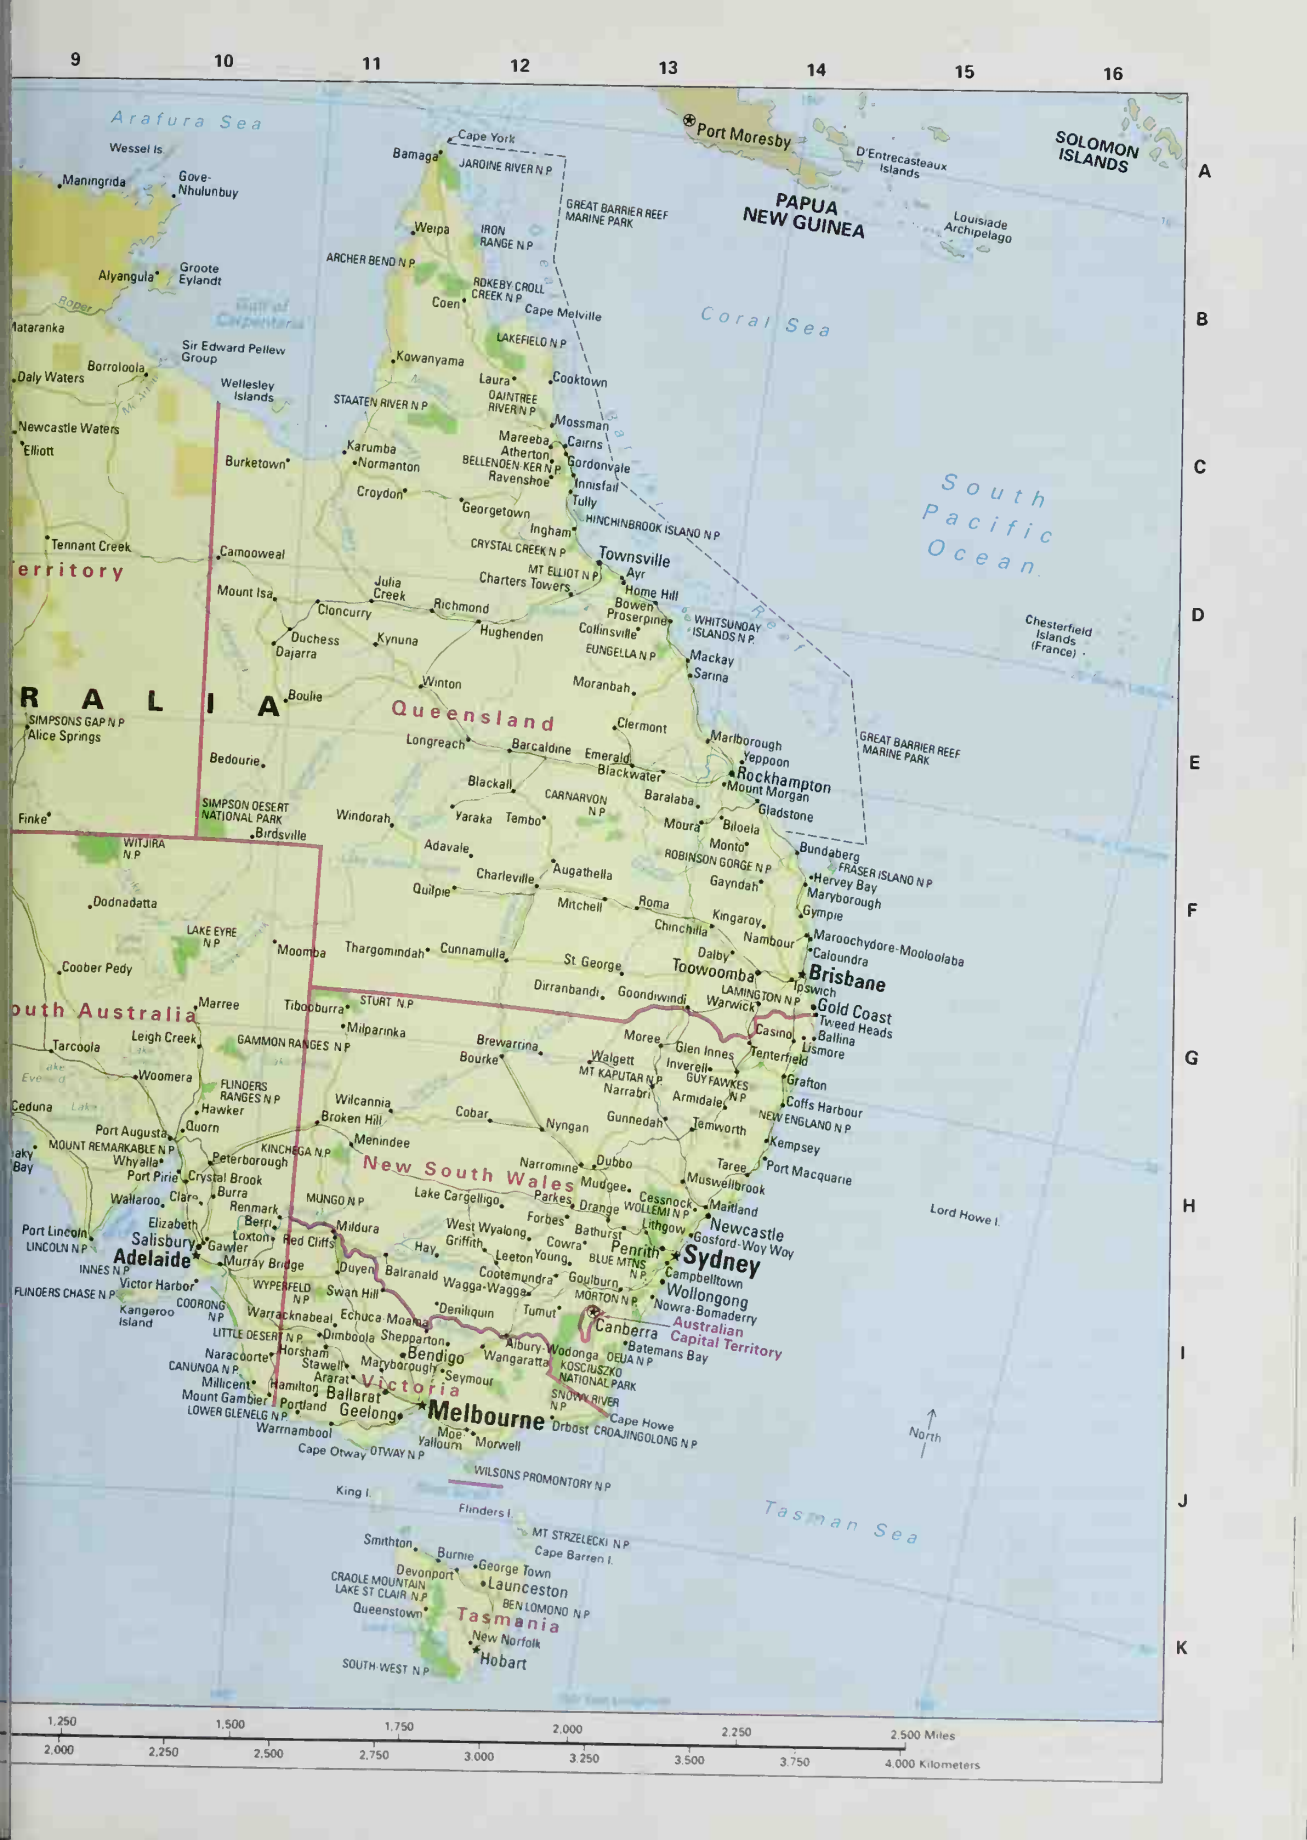 9 10 11 12 13 14 15 16
Arafura Sea
Wessel Is.
Maningrida
Gove-
Nhulunbuy
Cape York
Bamaga
JARDINE RIVER N P
GREAT BARRIER REEF
MARINE PARK
Port Moresby
D'Entrecasteaux
Islands
SOLOMON
ISLANDS
A
PAPUA
NEW GUINEA
Louisiade
Archipelago
Weipa
IRON
RANGE N.P
ARCHER BEND N P
Alyangula
Groote
Eylandt
ROKEBY CROLL
CREEK N P
Coen
Cape Melville
Roper
Gulf of
Carpentaria
Coral Sea
B
Mataranka
Sir Edward Pellew
Group
LAKEFIELD N P
Kowanyama
Borroloola
Daly Waters
Wellesley
Islands
Laura
Cooktown
STAATEN RIVER N P
DAINTREE
RIVER N P
Barrier
Reef
Newcastle Waters
Elliott
Mossman
Mareeba
Cairns
Atherton
Gordonvale
BELLENDEN-KER N P
Ravenshoe
Innisfail
Karumba
Normanton
Burketown
C
Croydon
Tully
Georgetown
South
Pacific
Ocean
Ingham
HINCHINBROOK ISLAND N P
Tennant Creek
Camooweal
CRYSTAL CREEK N P
Townsville
erritory
MT ELLIOT N P
Ayr
Charters Towers
Home Hill
Mount Isa
Julia
Creek
Cloncurry
Richmond
Bowen
Proserpine
D
Hughenden
Collinsville
WHITSUNDAY
ISLANDS N P
Chesterfield
Islands
(France)
Duchess
Kynuna
Dajarra
EUNGELLA N P
Mackay
Sarina
Winton
Moranbah
R A L I A
Boulie
Queensland
SIMPSONS GAP N P
Alice Springs
Clermont
Longreach
Barcaldine
Emerald
Marlborough
Yeppoon
GREAT BARRIER REEF
MARINE PARK
Bedourie
Blackwater
Rockhampton
Mount Morgan
E
Blackall
CARNARVON
N P
Baralaba
Gladstone
SIMPSON DESERT
NATIONAL PARK
Finke
Windorah
Yaraka
Tembo
Moura
Biloela
Birdsville
WITJIRA
N.P
Adavale
Monto
Bundaberg
ROBINSON GORGE N P
FRASER ISLAND N P
Charleville
Augathella
Gayndah
Hervey Bay
Maryborough
Quilpie
Mitchell
Roma
Kingaroy
Gympie
F
Dodnadatta
Chinchilla
LAKE EYRE
N P
Moomba
Thargomindah
Cunnamulla
Nambour
Maroochydore-Mooloolaba
Dalby
Caloundra
Coober Pedy
St George
Toowoomba
Brisbane
Ipswich
Dirranbandi
Goondiwindi
LAMINGTON N P
Warwick
Gold Coast
outh Australia
Marree
Tibooburra
STURT N.P
Tweed Heads
Milparinka
Casino
Ballina
Leigh Creek
GAMMON RANGES N P
Brewarrina
Moree
Glen Innes
Lismore
Tarcoola
Bourke
Walgett
Tenterfield
G
MT KAPUTAR N P
Inverell
GUY FAWKES
N P
Woomera
FLINDERS
RANGES N P
Narrabri
Armidale
Grafton
Ceduna
Hawker
Wilcannia
Coffs Harbour
Port Augusta
Quorn
Broken Hill
Cobar
Nyngan
Gunnedah
Temworth
NEW ENGLAND N P
MOUNT REMARKABLE N P
KINCHEGA N P
Menindee
Kempsey
aky
Bay
Whyalla
Peterborough
New South Wales
Narromine
Dubbo
Taree
Port Macquarie
Port Pirie
Crystal Brook
Mudgee
Muswellbrook
Wallaroo
Clare
Burra
MUNGO N P
Lake Cargelligo
Parkes
Cessnock
Maitland
H
Renmark
Orange
WOLLEMI N P
Lord Howe I.
Berri
Mildura
Forbes
Bathurst
Lithgow
Newcastle
Port Lincoln
Elizabeth
Salisbury
Loxton
Red Cliffs
West Wyalong
Griffith
Cowra
Gosford-Woy Woy
LINCOLN N P
Gawler
Hay
Penrith
Sydney
Adelaide
Murray Bridge
Leeton
Young
BLUE MTNS
N P
INNES N P
Ouyen
Balranald
Cootemundra
Goulburn
Campbelltown
Victor Harbor
WYPERFELD
N P
Swan Hill
Wagga-Wagga
MORTON N P
Wollongong
FLINDERS CHASE N P
COORONG
N P
Kangaroo
Island
Warracknabeal
Echuca-Moama
Deniliquin
Tumut
Nowra-Bomaderry
Canberra
Australian
Capital Territory
LITTLE DESERT N P
Dimboola
Shepparton
Albury-Wodonga
Batemans Bay
Naracoorte
Horsham
Bendigo
Wangaratta
DEUA N P
I
CANUNDA N P
Stawell
Maryborough
Seymour
KOSCIUSZKO
NATIONAL PARK
Millicent
Ararat
Victoria
Mount Gambier
Hamilton
Ballarat
SNOWY RIVER
N P
LOWER GLENELG N P
Portland
Geelong
Melbourne
Orbost
Cape Howe
CROAJINGOLONG N P
Warrnambool
Moe
Yallourn
Morwell
North
Cape Otway
OTWAY N P
WILSONS PROMONTORY N P
King I.
Flinders I.
Tasman Sea
J
Smithton
MT STRZELECKI N P
Burnie
George Town
Cape Barren I.
Devonport
CRADLE MOUNTAIN
LAKE ST CLAIR N.P
Launceston
Queenstown
BEN LOMOND N P
Tasmania
New Norfolk
K
SOUTH-WEST N P
Hobart
1,250 1,500 1,750 2,000 2,250 2,500 Miles
2,000 2,250 2,500 2,750 3,000 3,250 3,500 3,750 4,000 Kilometers